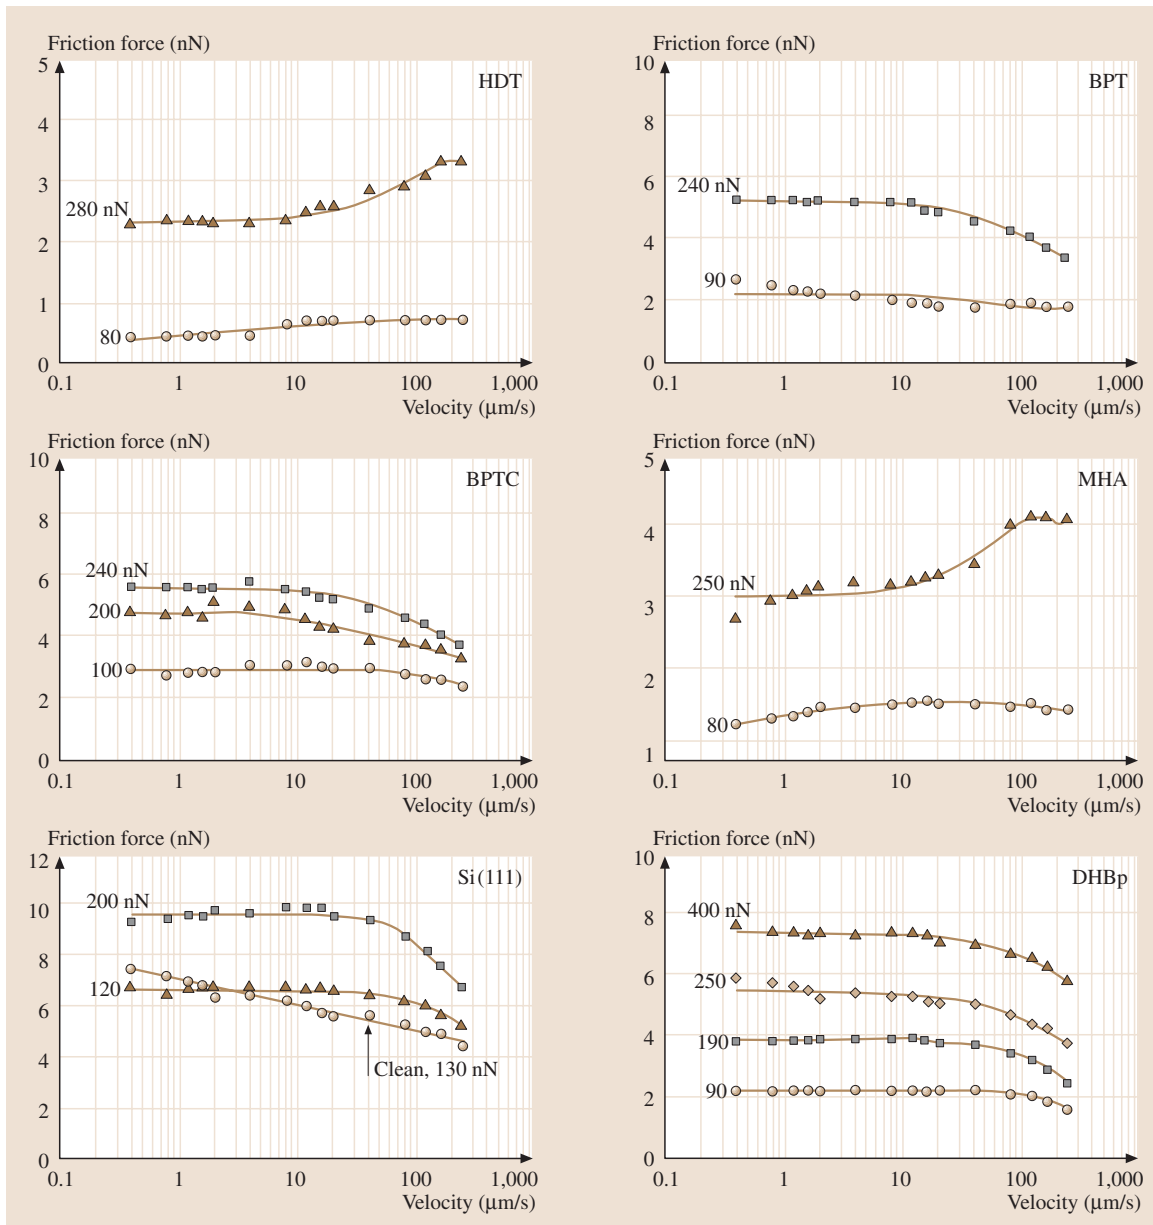 Friction force (nN)
5
HDT
4
3
280 nN
2
1
80
0
0.1 1 10 100 1,000
Velocity (μm/s)
Friction force (nN)
10
BPT
8
6
240 nN
4
90
2
0
0.1 1 10 100 1,000
Velocity (μm/s)
Friction force (nN)
10
BPTC
8
240 nN
6
200
4
100
2
0
0.1 1 10 100 1,000
Velocity (μm/s)
Friction force (nN)
5
MHA
4
250 nN
3
2
80
1
0.1 1 10 100 1,000
Velocity (μm/s)
Friction force (nN)
12
Si(111)
200 nN
10
8
120
6
Clean, 130 nN
4
2
0
0.1 1 10 100 1,000
Velocity (μm/s)
Friction force (nN)
10
DHBp
400 nN
8
250
6
190
4
90
2
0
0.1 1 10 100 1,000
Velocity (μm/s)